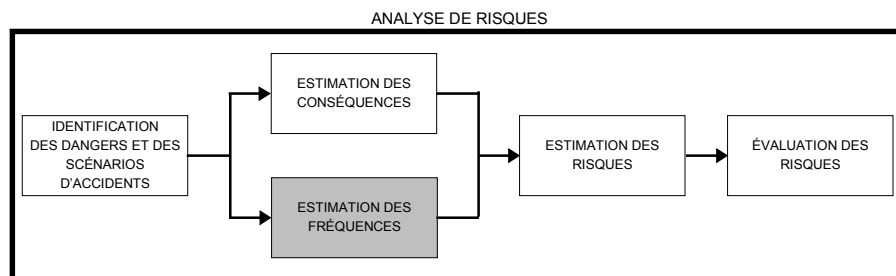 ANALYSE DE RISQUES
ESTIMATION DES
CONSÉQUENCES
IDENTIFICATION
DES DANGERS ET DES
SCÉNARIOS
D'ACCIDENTS
ESTIMATION DES
FRÉQUENCES
ESTIMATION DES
RISQUES
ÉVALUATION DES
RISQUES